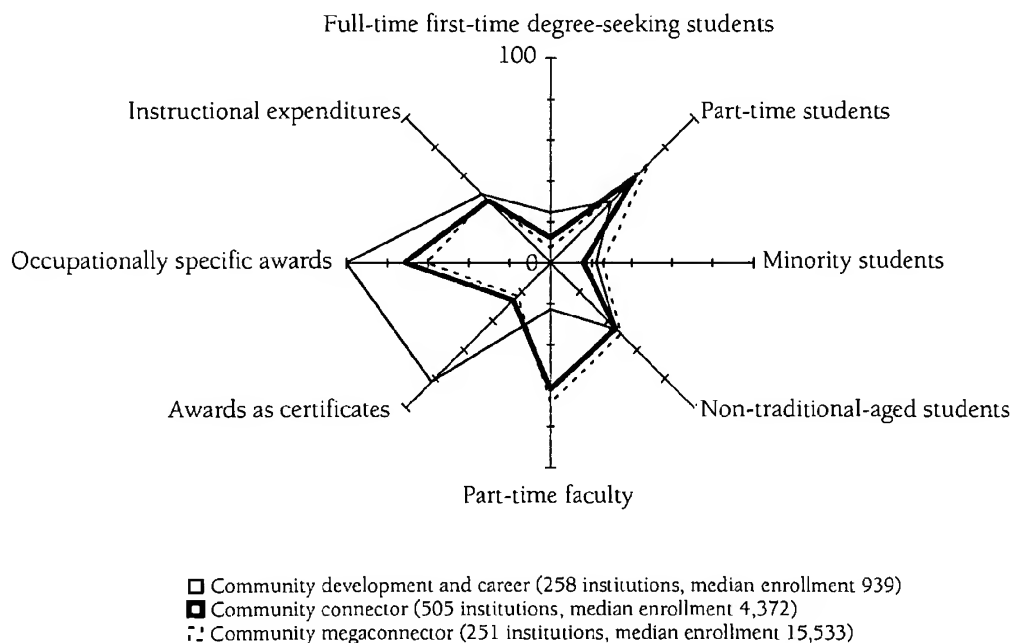 Full-time first-time degree-seeking students
100
Instructional expenditures
Part-time students
Occupationally specific awards
0
Minority students
Awards as certificates
Non-traditional-aged students
Part-time faculty
Community development and career (258 institutions, median enrollment 939)
Community connector (505 institutions, median enrollment 4,372)
Community megaconnector (251 institutions, median enrollment 15,533)